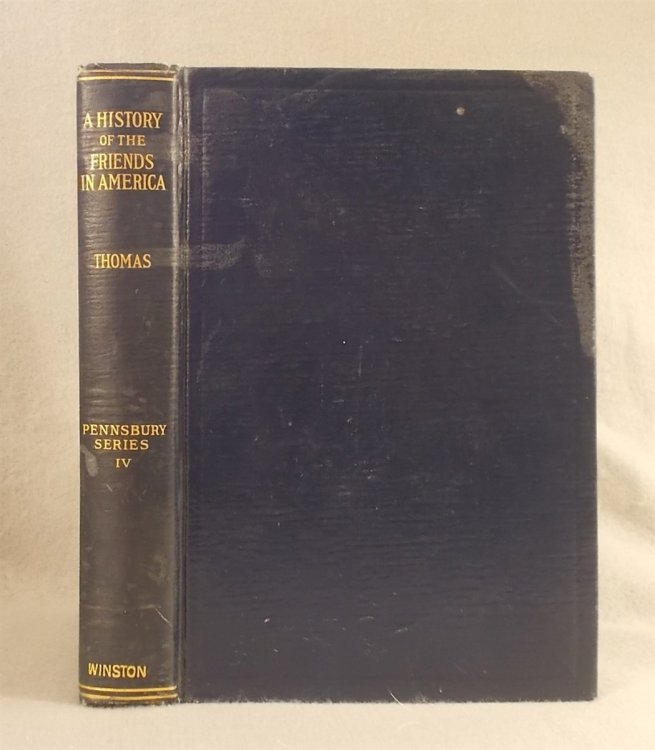 A HISTORY
OF THE
FRIENDS
IN AMERICA
THOMAS
PENNSBURY
SERIES
IV
WINSTON